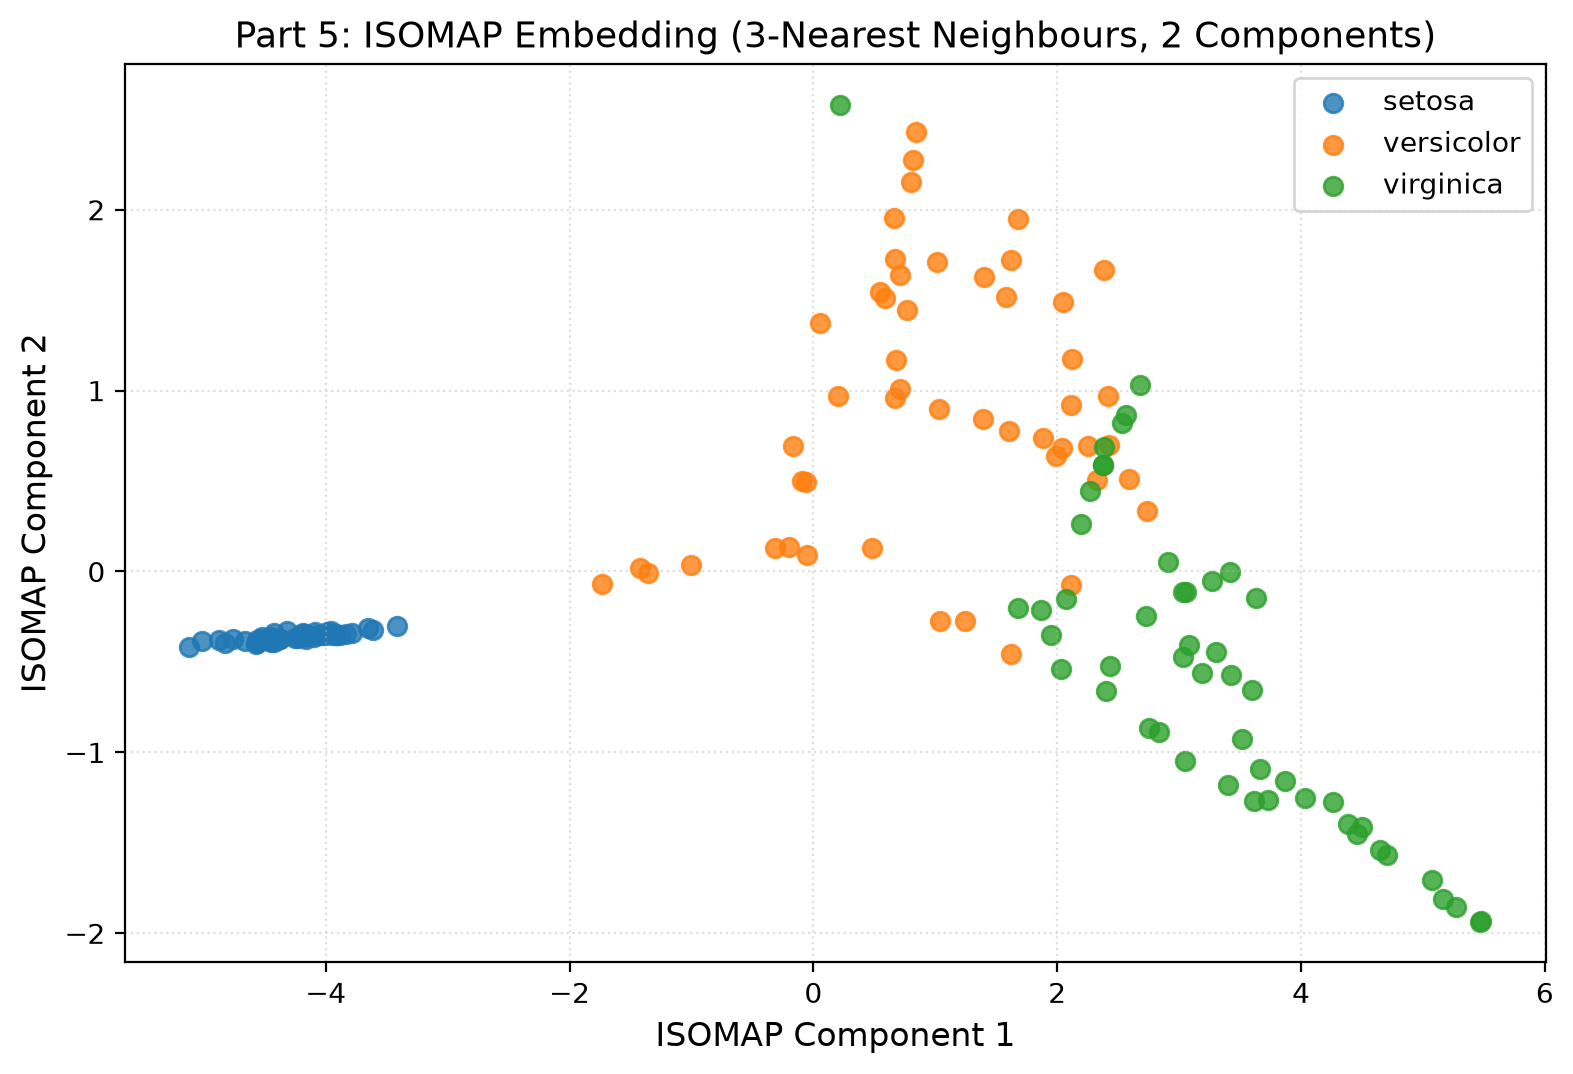 Part 5: ISOMAP Embedding (3-Nearest Neighbours, 2 Components)
setosa
versicolor
virginica
ISOMAP Component 2
2
1
0
−1
−2
−4
−2
0
2
4
6
ISOMAP Component 1